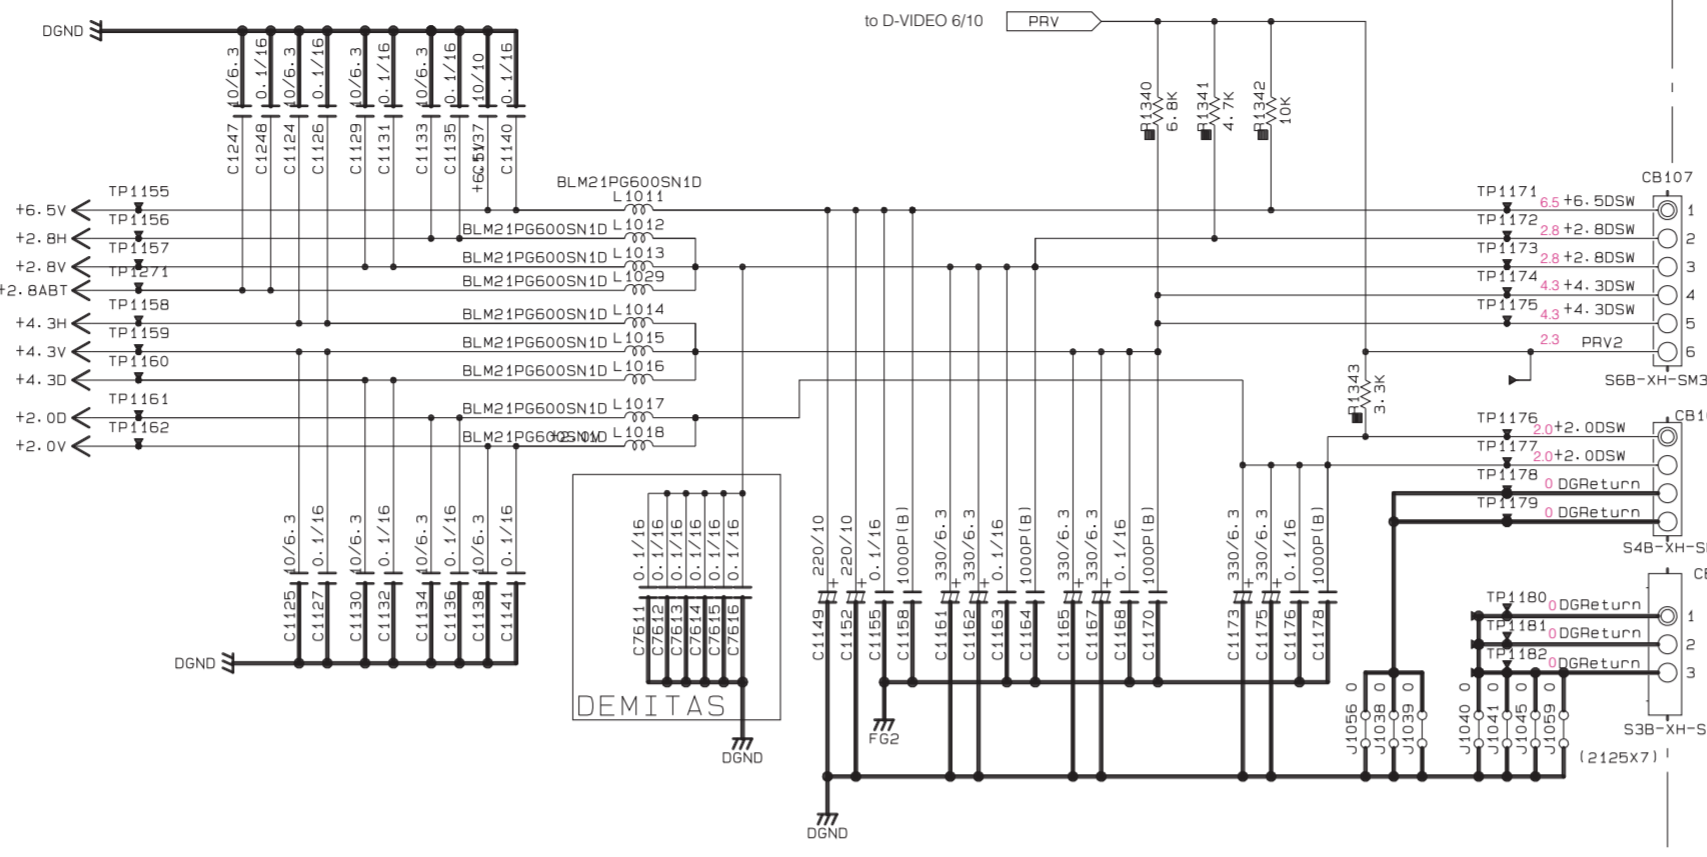 to D-VIDEO 6/10 PRV
DGND
10/6.3 0.1/16 10/6.3 0.1/16 10/6.3 0.1/16 10/6.3 0.1/16 10/10 0.1/16
C1247 C1248 C1124 C1126 C1129 C1131 C1133 C1135 C1140
R1340 6.8K
R1341 4.7K
R1342 10K
+6.5V TP1155 BLM21PG600SN1D L1011 TP1171 6.5 +6.5DSW 1
CB107
+2.8H TP1156 BLM21PG600SN1D L1012 TP1172 2.8 +2.8DSW 2
+2.8V TP1157 BLM21PG600SN1D L1013 TP1173 2.8 +2.8DSW 3
+2.8ABT TP1271 BLM21PG600SN1D L1029 TP1174 4.3 +4.3DSW 4
+4.3H TP1158 BLM21PG600SN1D L1014 TP1175 4.3 +4.3DSW 5
+4.3V TP1159 BLM21PG600SN1D L1015 2.3 PRV2 6
+4.3D TP1160 BLM21PG600SN1D L1016 S6B-XH-SM3
R1343 3.3K
+2.0D TP1161 BLM21PG600SN1D L1017 TP1176 2.0 +2.0DSW
+2.0V TP1162 L1018 TP1177 2.0 +2.0DSW
TP1178 0 DGReturn
TP1179 0 DGReturn
10/6.3 0.1/16 10/6.3 0.1/16 10/6.3 0.1/16 10/6.3 0.1/16
C1125 C1127 C1130 C1132 C1134 C1136 C1138 C1141
DGND
0.1/16 0.1/16 0.1/16 0.1/16 0.1/16 0.1/16
C7611 C7612 C7613 C7614 C7615 C7616
DEMITAS
DGND
220/10 220/10 0.1/16 1000P(B) 330/6.3 330/6.3 0.1/16 1000P(B) 330/6.3 330/6.3 0.1/16 1000P(B) 330/6.3 330/6.3 0.1/16 1000P(B)
+ + + + + + + +
C1149 C1152 C1155 C1158 C1161 C1162 C1163 C1164 C1165 C1167 C1168 C1170 C1173 C1175 C1176 C1178
FG2
DGND
TP1180 0 DGReturn 1
TP1181 0 DGReturn 2
TP1182 0 DGReturn 3
J1056 0 J1038 0 J1039 0 J1040 0 J1041 0 J1045 0 J1059 0
(2125X7)